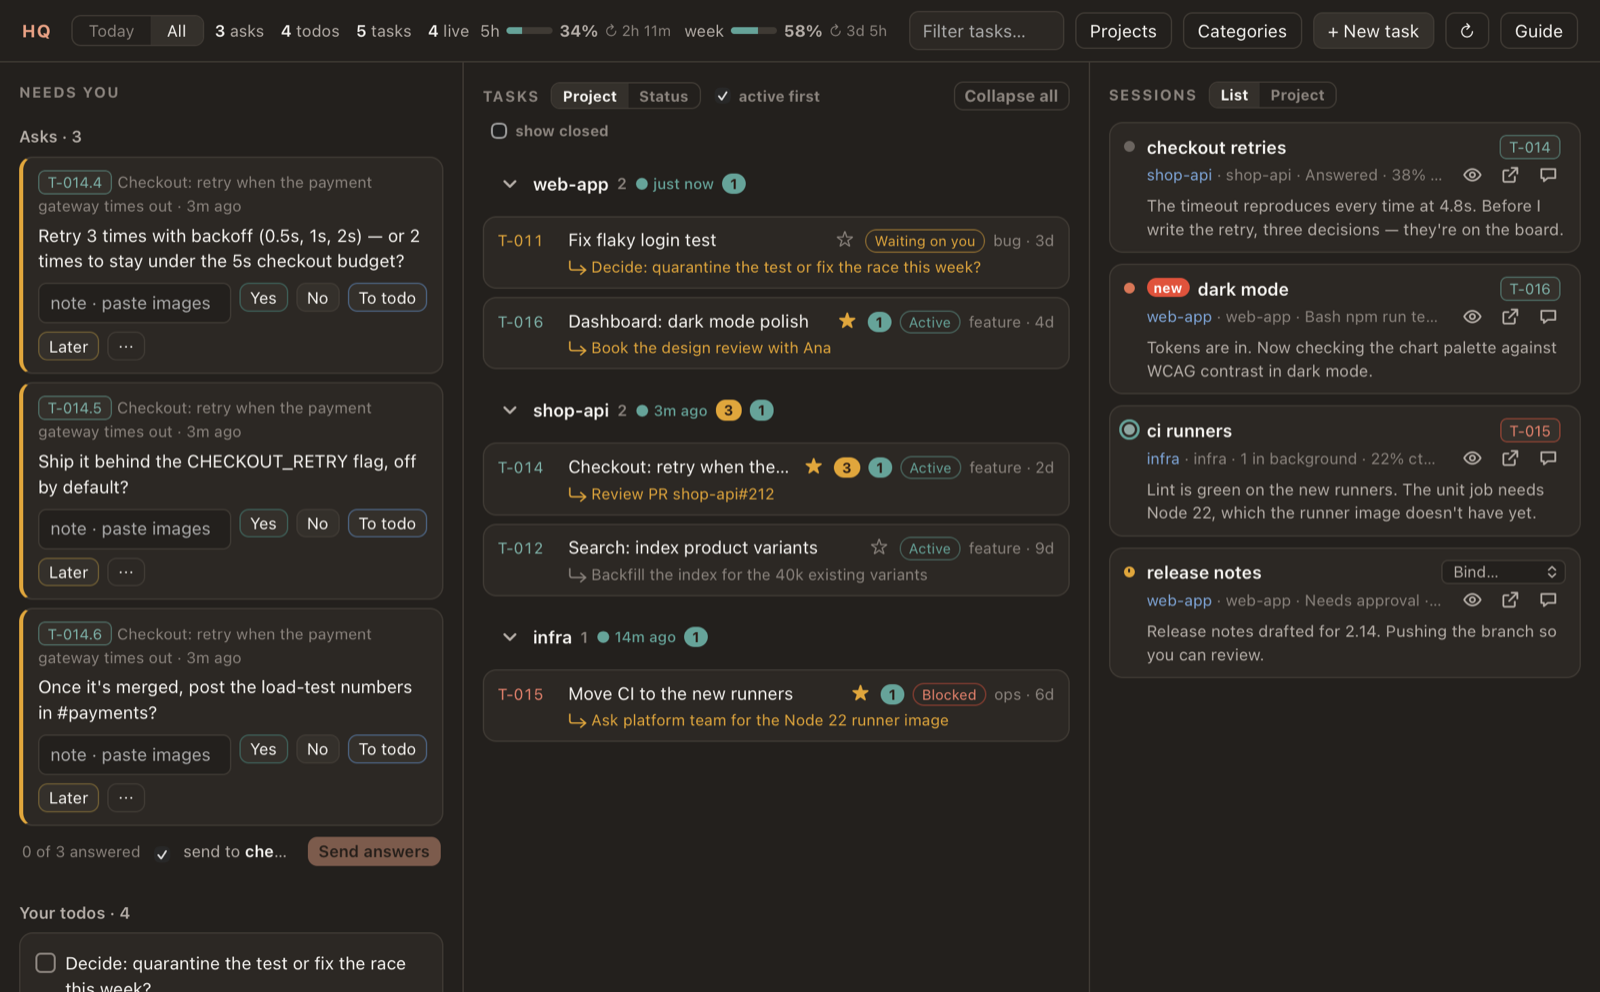 HQ Today All 3 asks 4 todos 5 tasks 4 live 5h 34% 2h 11m week 58% 3d 5h Filter tasks... Projects Categories + New task Guide
NEEDS YOU
Asks · 3
T-014.4 Checkout: retry when the payment
gateway times out · 3m ago
Retry 3 times with backoff (0.5s, 1s, 2s) — or 2
times to stay under the 5s checkout budget?
note · paste images Yes No To todo
Later ...
T-014.5 Checkout: retry when the payment
gateway times out · 3m ago
Ship it behind the CHECKOUT_RETRY flag, off
by default?
note · paste images Yes No To todo
Later ...
T-014.6 Checkout: retry when the payment
gateway times out · 3m ago
Once it's merged, post the load-test numbers
in #payments?
note · paste images Yes No To todo
Later ...
0 of 3 answered send to che... Send answers
Your todos · 4
Decide: quarantine the test or fix the race
this week?
TASKS Project Status active first Collapse all
show closed
web-app 2 just now 1
T-011 Fix flaky login test Waiting on you bug · 3d
Decide: quarantine the test or fix the race this week?
T-016 Dashboard: dark mode polish 1 Active feature · 4d
Book the design review with Ana
shop-api 2 3m ago 3 1
T-014 Checkout: retry when the... 3 1 Active feature · 2d
Review PR shop-api#212
T-012 Search: index product variants Active feature · 9d
Backfill the index for the 40k existing variants
infra 1 14m ago 1
T-015 Move CI to the new runners 1 Blocked ops · 6d
Ask platform team for the Node 22 runner image
SESSIONS List Project
checkout retries T-014
shop-api · shop-api · Answered · 38% ...
The timeout reproduces every time at 4.8s. Before I
write the retry, three decisions — they're on the board.
new dark mode T-016
web-app · web-app · Bash npm run te...
Tokens are in. Now checking the chart palette against
WCAG contrast in dark mode.
ci runners T-015
infra · infra · 1 in background · 22% ct...
Lint is green on the new runners. The unit job needs
Node 22, which the runner image doesn't have yet.
release notes Bind...
web-app · web-app · Needs approval ·...
Release notes drafted for 2.14. Pushing the branch so
you can review.